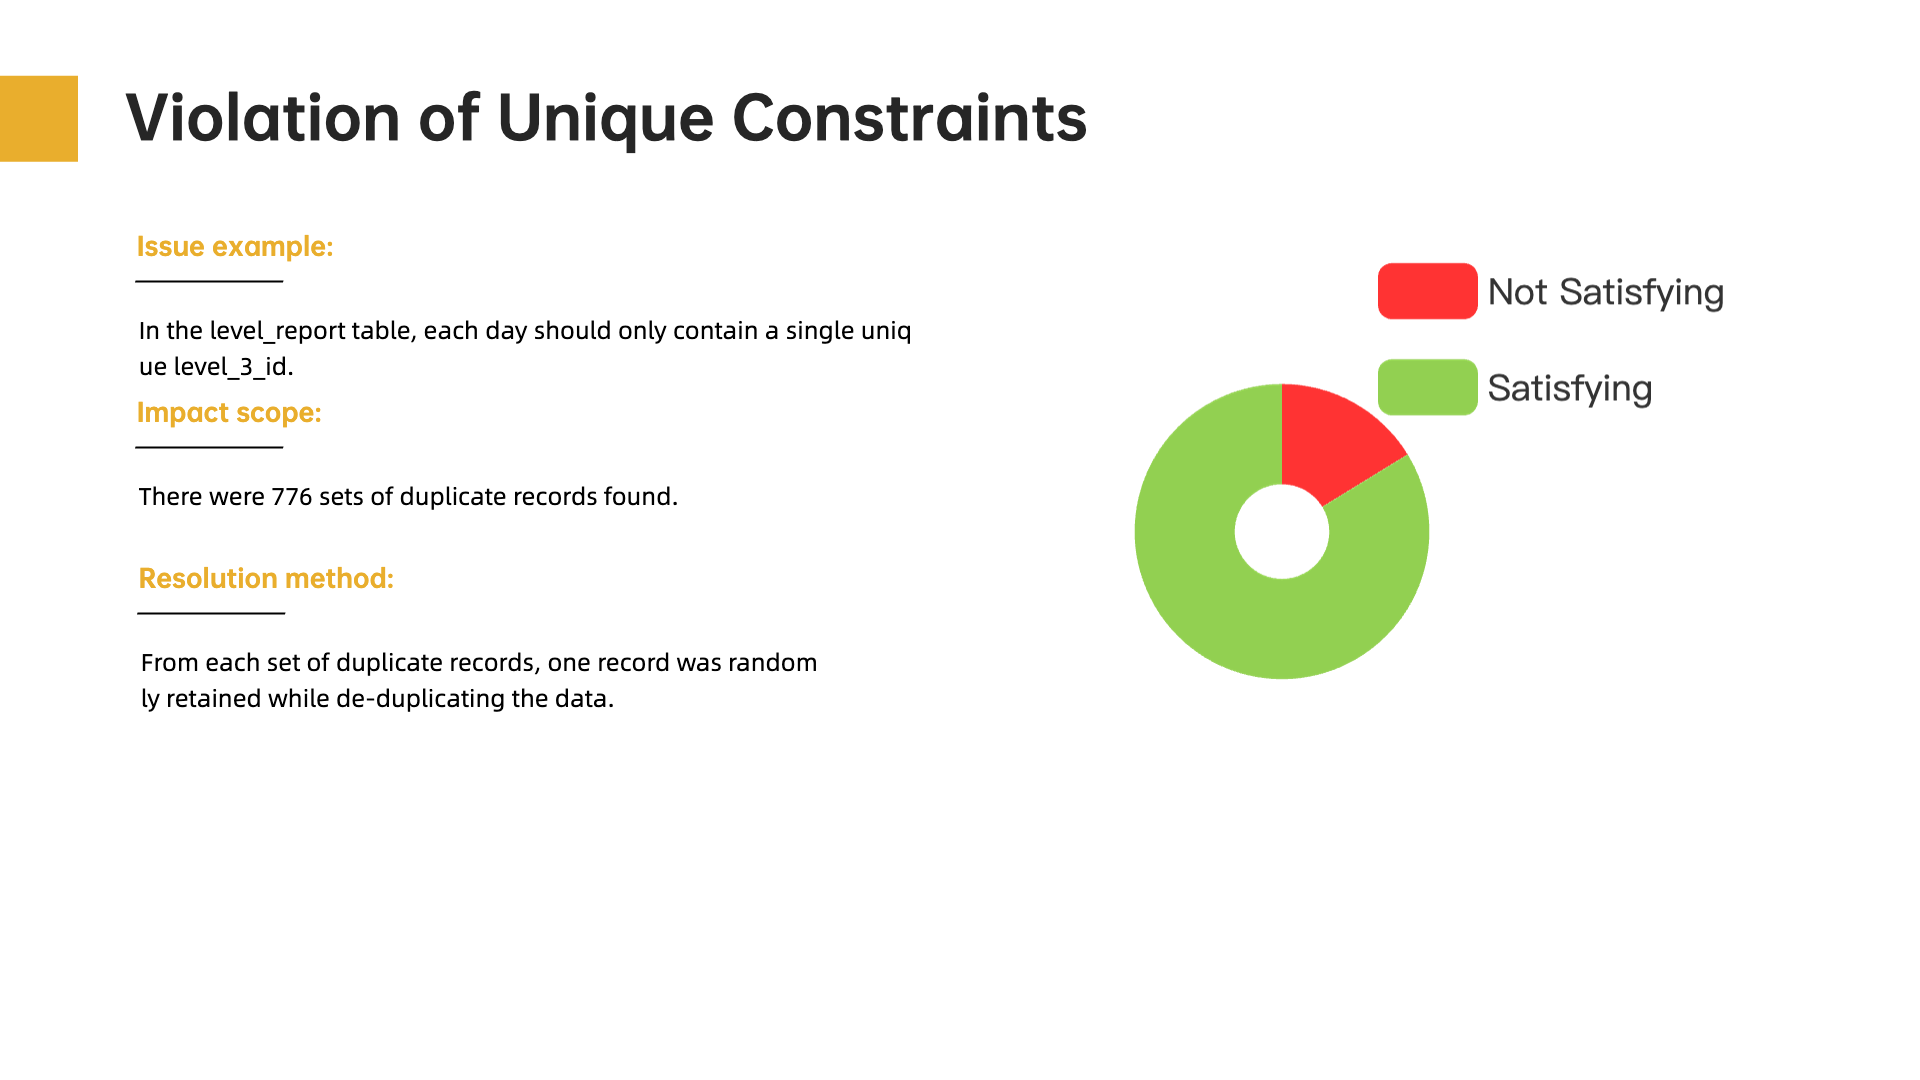 Violation of Unique Constraints
Issue example:
In the level_report table, each day should only contain a single uniq
ue level_3_id.
Impact scope:
There were 776 sets of duplicate records found.
Resolution method:
From each set of duplicate records, one record was random
ly retained while de-duplicating the data.
Not Satisfying
Satisfying